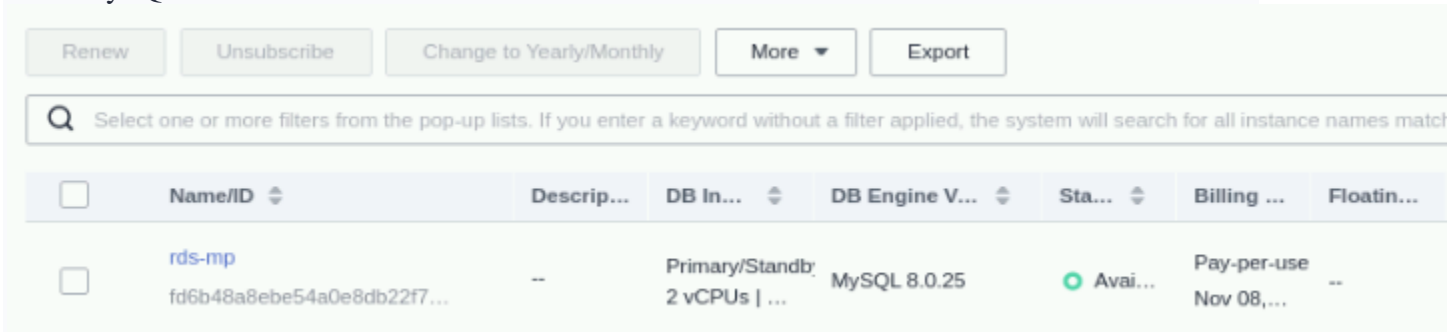 Renew Unsubscribe Change to Yearly/Monthly More Export
Select one or more filters from the pop-up lists. If you enter a keyword without a filter applied, the system will search for all instance names match
Name/ID Descrip... DB In... DB Engine V... Sta... Billing ... Floatin...
rds-mp
fd6b48a8ebe54a0e8db22f7...
--
Primary/Standby
2 vCPUs | ...
MySQL 8.0.25
Avai...
Pay-per-use
Nov 08,...
--